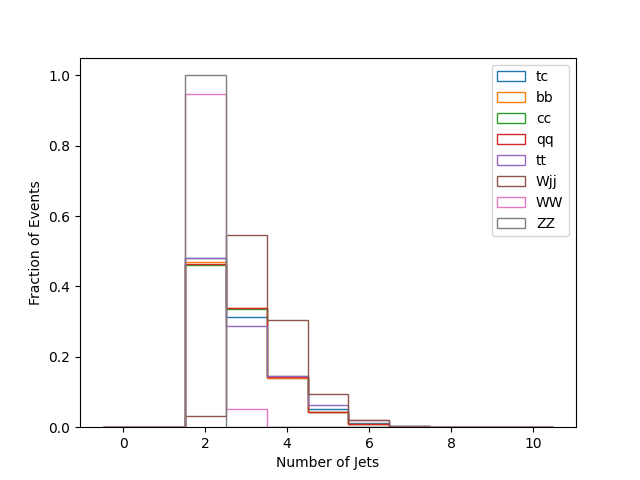 1.0
0.8
0.6
0.4
0.2
0.0
Fraction of Events
0 2 4 6 8 10
Number of Jets
tc
bb
cc
qq
tt
Wjj
WW
ZZ